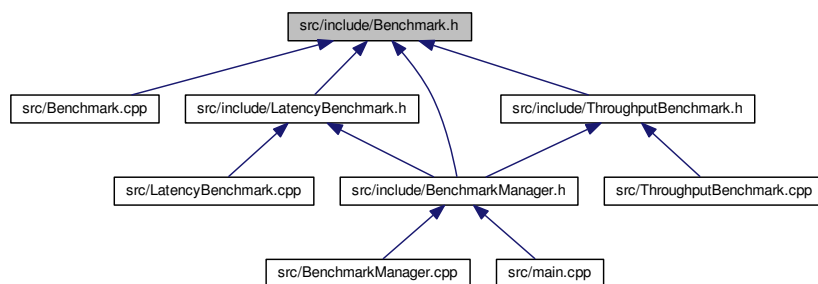 src/include/Benchmark.h
src/Benchmark.cpp
src/include/LatencyBenchmark.h
src/include/ThroughputBenchmark.h
src/LatencyBenchmark.cpp
src/include/BenchmarkManager.h
src/ThroughputBenchmark.cpp
src/BenchmarkManager.cpp
src/main.cpp